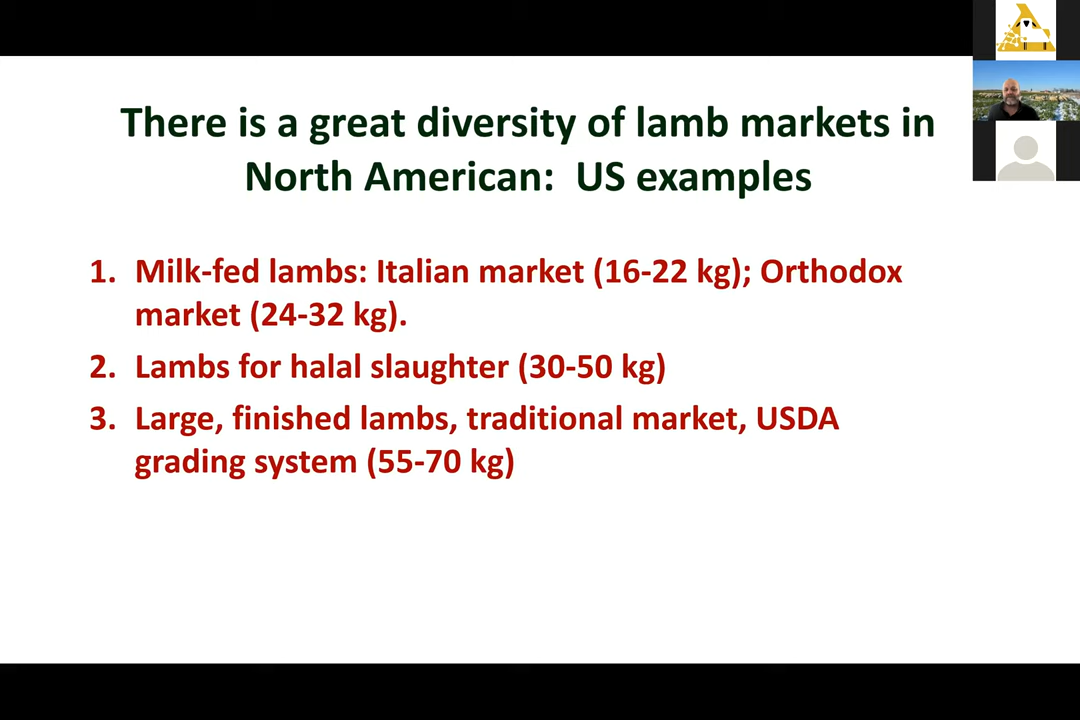 There is a great diversity of lamb markets in
North American:  US examples
1. Milk-fed lambs: Italian market (16-22 kg); Orthodox
market (24-32 kg).
2. Lambs for halal slaughter (30-50 kg)
3. Large, finished lambs, traditional market, USDA
grading system (55-70 kg)